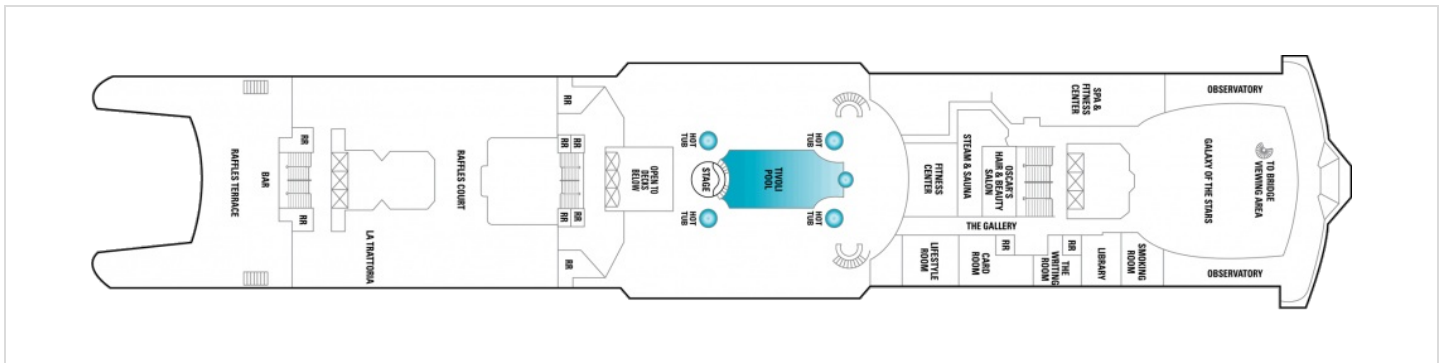 RAFFLES TERRACE
BAR
RR
RR
LA TRATTORIA
RAFFLES COURT
RR
RR
RR
RR
RR
RR
OPEN TO
DECKS
BELOW
HOT
TUB
HOT
TUB
STAGE
TIVOLI
POOL
HOT
TUB
HOT
TUB
FITNESS
CENTER
STEAM & SAUNA
OSCAR'S
HAIR & BEAUTY
SALON
SPA &
FITNESS
CENTER
THE GALLERY
LIFESTYLE
ROOM
CARD
ROOM
RR
RR
THE
WRITING
ROOM
LIBRARY
SMOKING
ROOM
OBSERVATORY
GALAXY OF THE STARS
TO BRIDGE
VIEWING AREA
OBSERVATORY